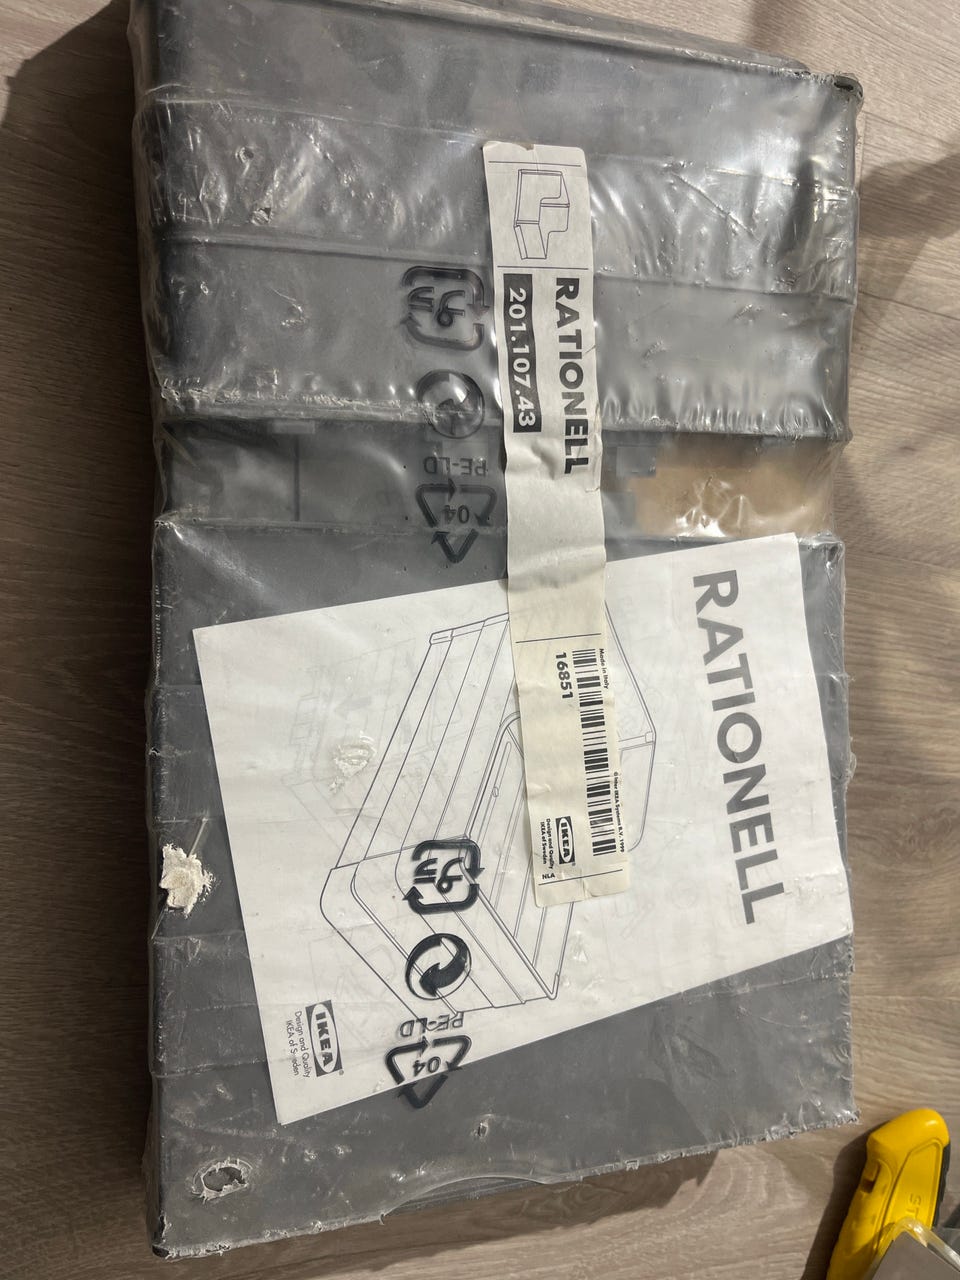 RATIONELL
201.107.43
Made in Italy
16851
© Inter IKEA Systems B.V. 1999
IKEA
Design and Quality
IKEA of Sweden
NL4
RATIONELL
IKEA
Design and Quality
IKEA of Sweden
PE-LD
04
PE-LD
04